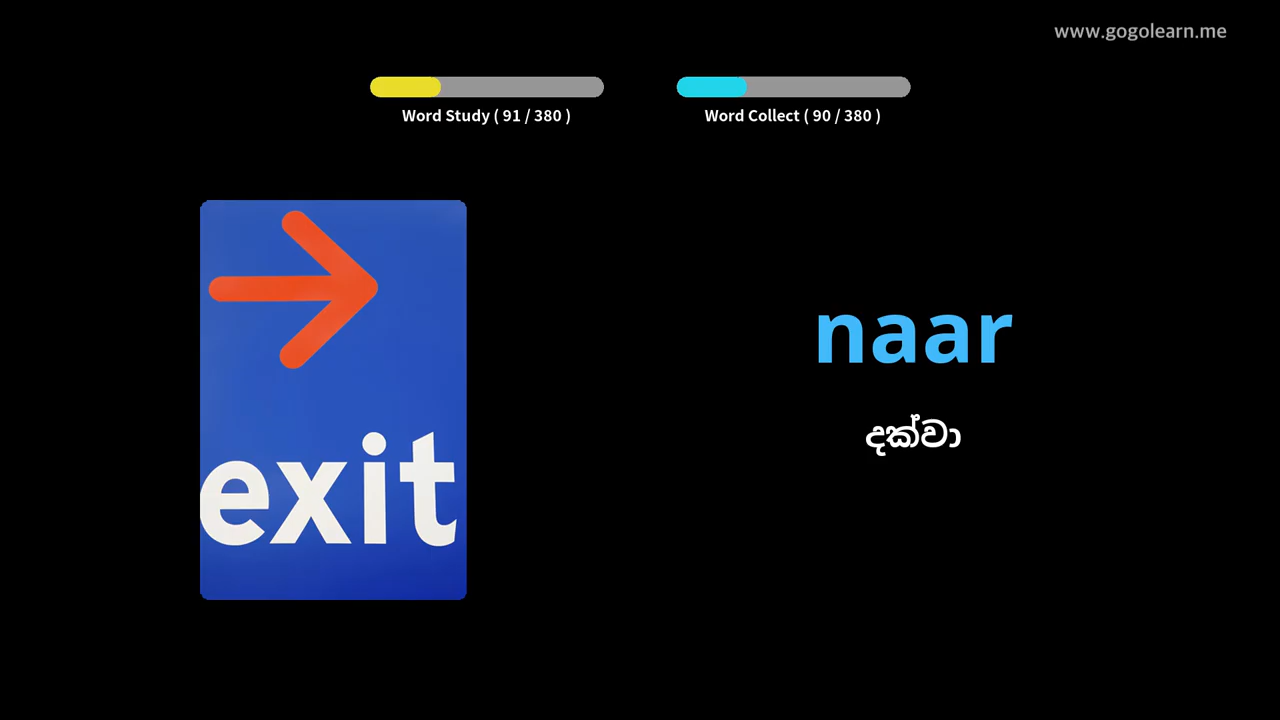 www.gogolearn.me
Word Study ( 91 / 380 )
Word Collect ( 90 / 380 )
exit
naar
දක්වා